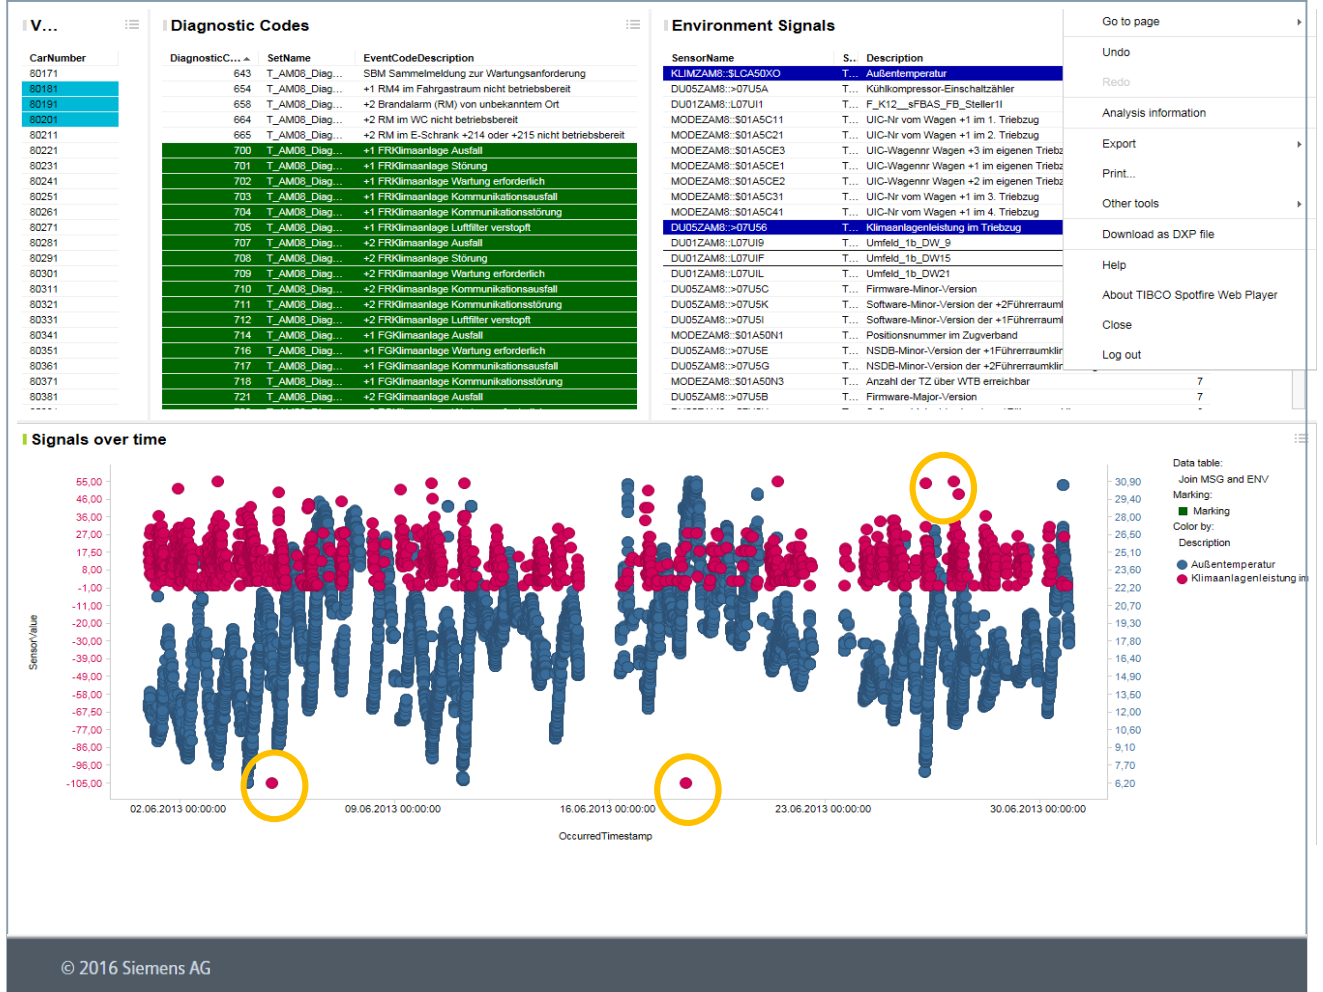 V...
CarNumber
80171
80181
80191
80201
80211
80221
80231
80241
80251
80261
80271
80281
80291
80301
80311
80321
80331
80341
80351
80361
80371
80381
Diagnostic Codes
DiagnosticC... SetName EventCodeDescription
643 T_AM08_Diag... SBM Sammelmeldung zur Wartungsanforderung
654 T_AM08_Diag... +1 RM4 im Fahrgastraum nicht betriebsbereit
658 T_AM08_Diag... +2 Brandalarm (RM) von unbekanntem Ort
664 T_AM08_Diag... +2 RM im WC nicht betriebsbereit
665 T_AM08_Diag... +2 RM im E-Schrank +214 oder +215 nicht betriebsbereit
700 T_AM08_Diag... +1 FRKlimaanlage Ausfall
701 T_AM08_Diag... +1 FRKlimaanlage Störung
702 T_AM08_Diag... +1 FRKlimaanlage Wartung erforderlich
703 T_AM08_Diag... +1 FRKlimaanlage Kommunikationsausfall
704 T_AM08_Diag... +1 FRKlimaanlage Kommunikationsstörung
705 T_AM08_Diag... +1 FRKlimaanlage Luftfilter verstopft
707 T_AM08_Diag... +2 FRKlimaanlage Ausfall
708 T_AM08_Diag... +2 FRKlimaanlage Störung
709 T_AM08_Diag... +2 FRKlimaanlage Wartung erforderlich
710 T_AM08_Diag... +2 FRKlimaanlage Kommunikationsausfall
711 T_AM08_Diag... +2 FRKlimaanlage Kommunikationsstörung
712 T_AM08_Diag... +2 FRKlimaanlage Luftfilter verstopft
714 T_AM08_Diag... +1 FGKlimaanlage Ausfall
716 T_AM08_Diag... +1 FGKlimaanlage Wartung erforderlich
717 T_AM08_Diag... +1 FGKlimaanlage Kommunikationsausfall
718 T_AM08_Diag... +1 FGKlimaanlage Kommunikationsstörung
721 T_AM08_Diag... +2 FGKlimaanlage Ausfall
Environment Signals
SensorName S... Description
KLIMZAM8::$LCA50XO T... Außentemperatur
DU05ZAM8::>07U5A T... Kühlkompressor-Einschaltzähler
DU01ZAM8::L07UI1 T... F_K12__sFBAS_FB_Steller1I
MODEZAM8::$01A5C11 T... UIC-Nr vom Wagen +1 im 1. Triebzug
MODEZAM8::$01A5C21 T... UIC-Nr vom Wagen +1 im 2. Triebzug
MODEZAM8::$01A5CE3 T... UIC-Wagennr Wagen +3 im eigenen Triebz
MODEZAM8::$01A5CE1 T... UIC-Wagennr Wagen +1 im eigenen Triebz
MODEZAM8::$01A5CE2 T... UIC-Wagennr Wagen +2 im eigenen Triebz
MODEZAM8::$01A5C31 T... UIC-Nr vom Wagen +1 im 3. Triebzug
MODEZAM8::$01A5C41 T... UIC-Nr vom Wagen +1 im 4. Triebzug
DU05ZAM8::>07U56 T... Klimaanlagenleistung im Triebzug
DU01ZAM8::L07UI9 T... Umfeld_1b_DW_9
DU01ZAM8::L07UIF T... Umfeld_1b_DW15
DU01ZAM8::L07UIL T... Umfeld_1b_DW21
DU05ZAM8::>07U5C T... Firmware-Minor-Version
DU05ZAM8::>07U5K T... Software-Minor-Version der +2Führerrauml
DU05ZAM8::>07U5I T... Software-Minor-Version der +1Führerrauml
MODEZAM8::$01A50N1 T... Positionsnummer im Zugverband
DU05ZAM8::>07U5E T... NSDB-Minor-Version der +1Führerraumklir
DU05ZAM8::>07U5G T... NSDB-Minor-Version der +2Führerraumklir
MODEZAM8::$01A50N3 T... Anzahl der TZ über WTB erreichbar 7
DU05ZAM8::>07U5B T... Firmware-Major-Version 7
Go to page
Undo
Redo
Analysis information
Export
Print...
Other tools
Download as DXP file
Help
About TIBCO Spotfire Web Player
Close
Log out
Signals over time
SensorValue
55,00
46,00
36,00
27,00
17,50
8,00
-1,00
-11,00
-20,00
-30,00
-39,00
-49,00
-58,00
-67,50
-77,00
-86,00
-96,00
-105,00
30,90
29,40
28,00
26,50
25,10
23,60
22,20
20,70
19,30
17,80
16,40
14,90
13,50
12,00
10,60
9,10
7,70
6,20
02.06.2013 00:00:00 09.06.2013 00:00:00 16.06.2013 00:00:00 23.06.2013 00:00:00 30.06.2013 00:00:00
OccurredTimestamp
Data table:
Join MSG and ENV
Marking:
Marking
Color by:
Description
Außentemperatur
Klimaanlagenleistung im
© 2016 Siemens AG